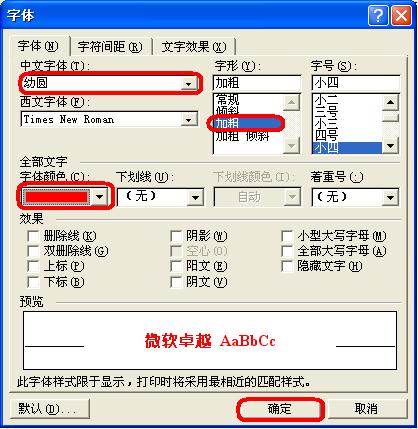 字体
字体(N) 字符间距(R) 文字效果(X)
中文字体(T): 字形(Y): 字号(S):
幼圆 加粗 小四
西文字体(F): 常规 小二
倾斜 三号
Times New Roman 加粗 小三
加粗 倾斜 四号
小四
全部文字
字体颜色(C): 下划线(U): 下划线颜色(I): 着重号(·):
(无) 自动 (无)
效果
删除线(K) 阴影(W) 小型大写字母(M)
双删除线(G) 空心(O) 全部大写字母(A)
上标(P) 阳文(E) 隐藏文字(H)
下标(B) 阴文(V)
预览
微软卓越 AaBbCc
此字体样式限于显示，打印时将采用最相近的匹配样式。
默认(D)... 确定 取消